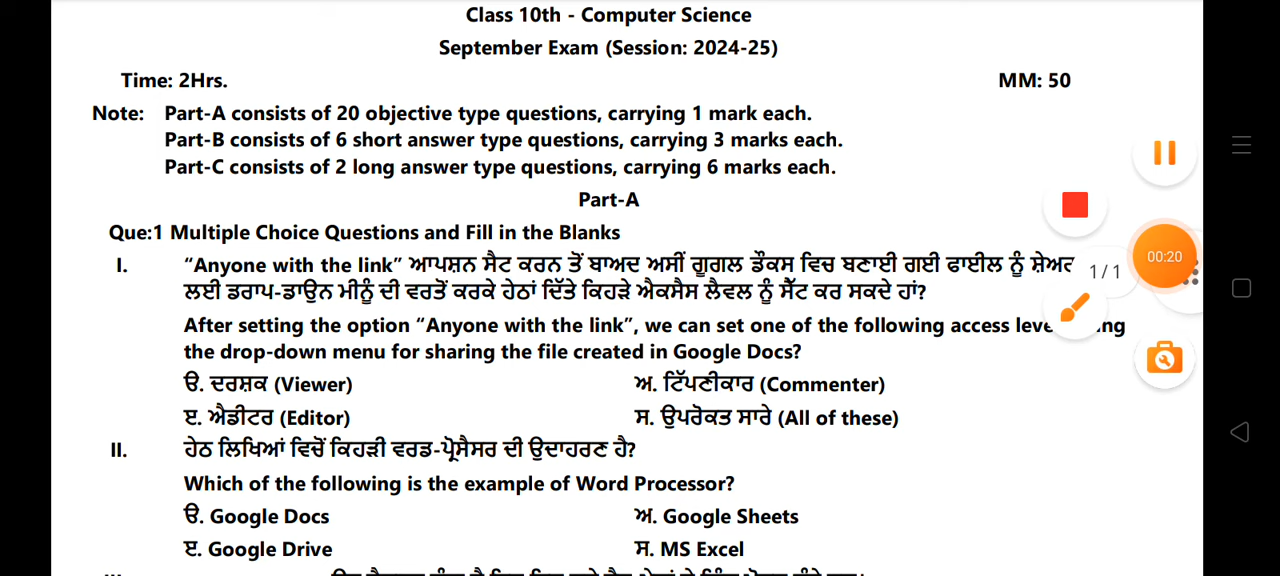 Class 10th - Computer Science
September Exam (Session: 2024-25)
Time: 2Hrs. MM: 50
Note: Part-A consists of 20 objective type questions, carrying 1 mark each.
Part-B consists of 6 short answer type questions, carrying 3 marks each.
Part-C consists of 2 long answer type questions, carrying 6 marks each.
Part-A
Que:1 Multiple Choice Questions and Fill in the Blanks
I. “Anyone with the link” ਆਪਸ਼ਨ ਸੈਟ ਕਰਨ ਤੋਂ ਬਾਅਦ ਅਸੀਂ ਗੂਗਲ ਡੌਕਸ ਵਿਚ ਬਣਾਈ ਗਈ ਫਾਈਲ ਨੂੰ ਸ਼ੇਅਰ
1 / 1
00:20
ਲਈ ਡਰਾਪ-ਡਾਉਨ ਮੀਨੂੰ ਦੀ ਵਰਤੋਂ ਕਰਕੇ ਹੇਠਾਂ ਦਿੱਤੇ ਕਿਹੜੇ ਐਕਸੈਸ ਲੈਵਲ ਨੂੰ ਸੈੱਟ ਕਰ ਸਕਦੇ ਹਾਂ?
After setting the option “Anyone with the link”, we can set one of the following access
the drop-down menu for sharing the file created in Google Docs?
ੳ. ਦਰਸ਼ਕ (Viewer) ਅ. ਟਿੱਪਣੀਕਾਰ (Commenter)
ੲ. ਐਡੀਟਰ (Editor) ਸ. ਉਪਰੋਕਤ ਸਾਰੇ (All of these)
II. ਹੇਠ ਲਿਖਿਆਂ ਵਿਚੋਂ ਕਿਹੜੀ ਵਰਡ-ਪ੍ਰੋਸੈਸਰ ਦੀ ਉਦਾਹਰਣ ਹੈ?
Which of the following is the example of Word Processor?
ੳ. Google Docs ਅ. Google Sheets
ੲ. Google Drive ਸ. MS Excel